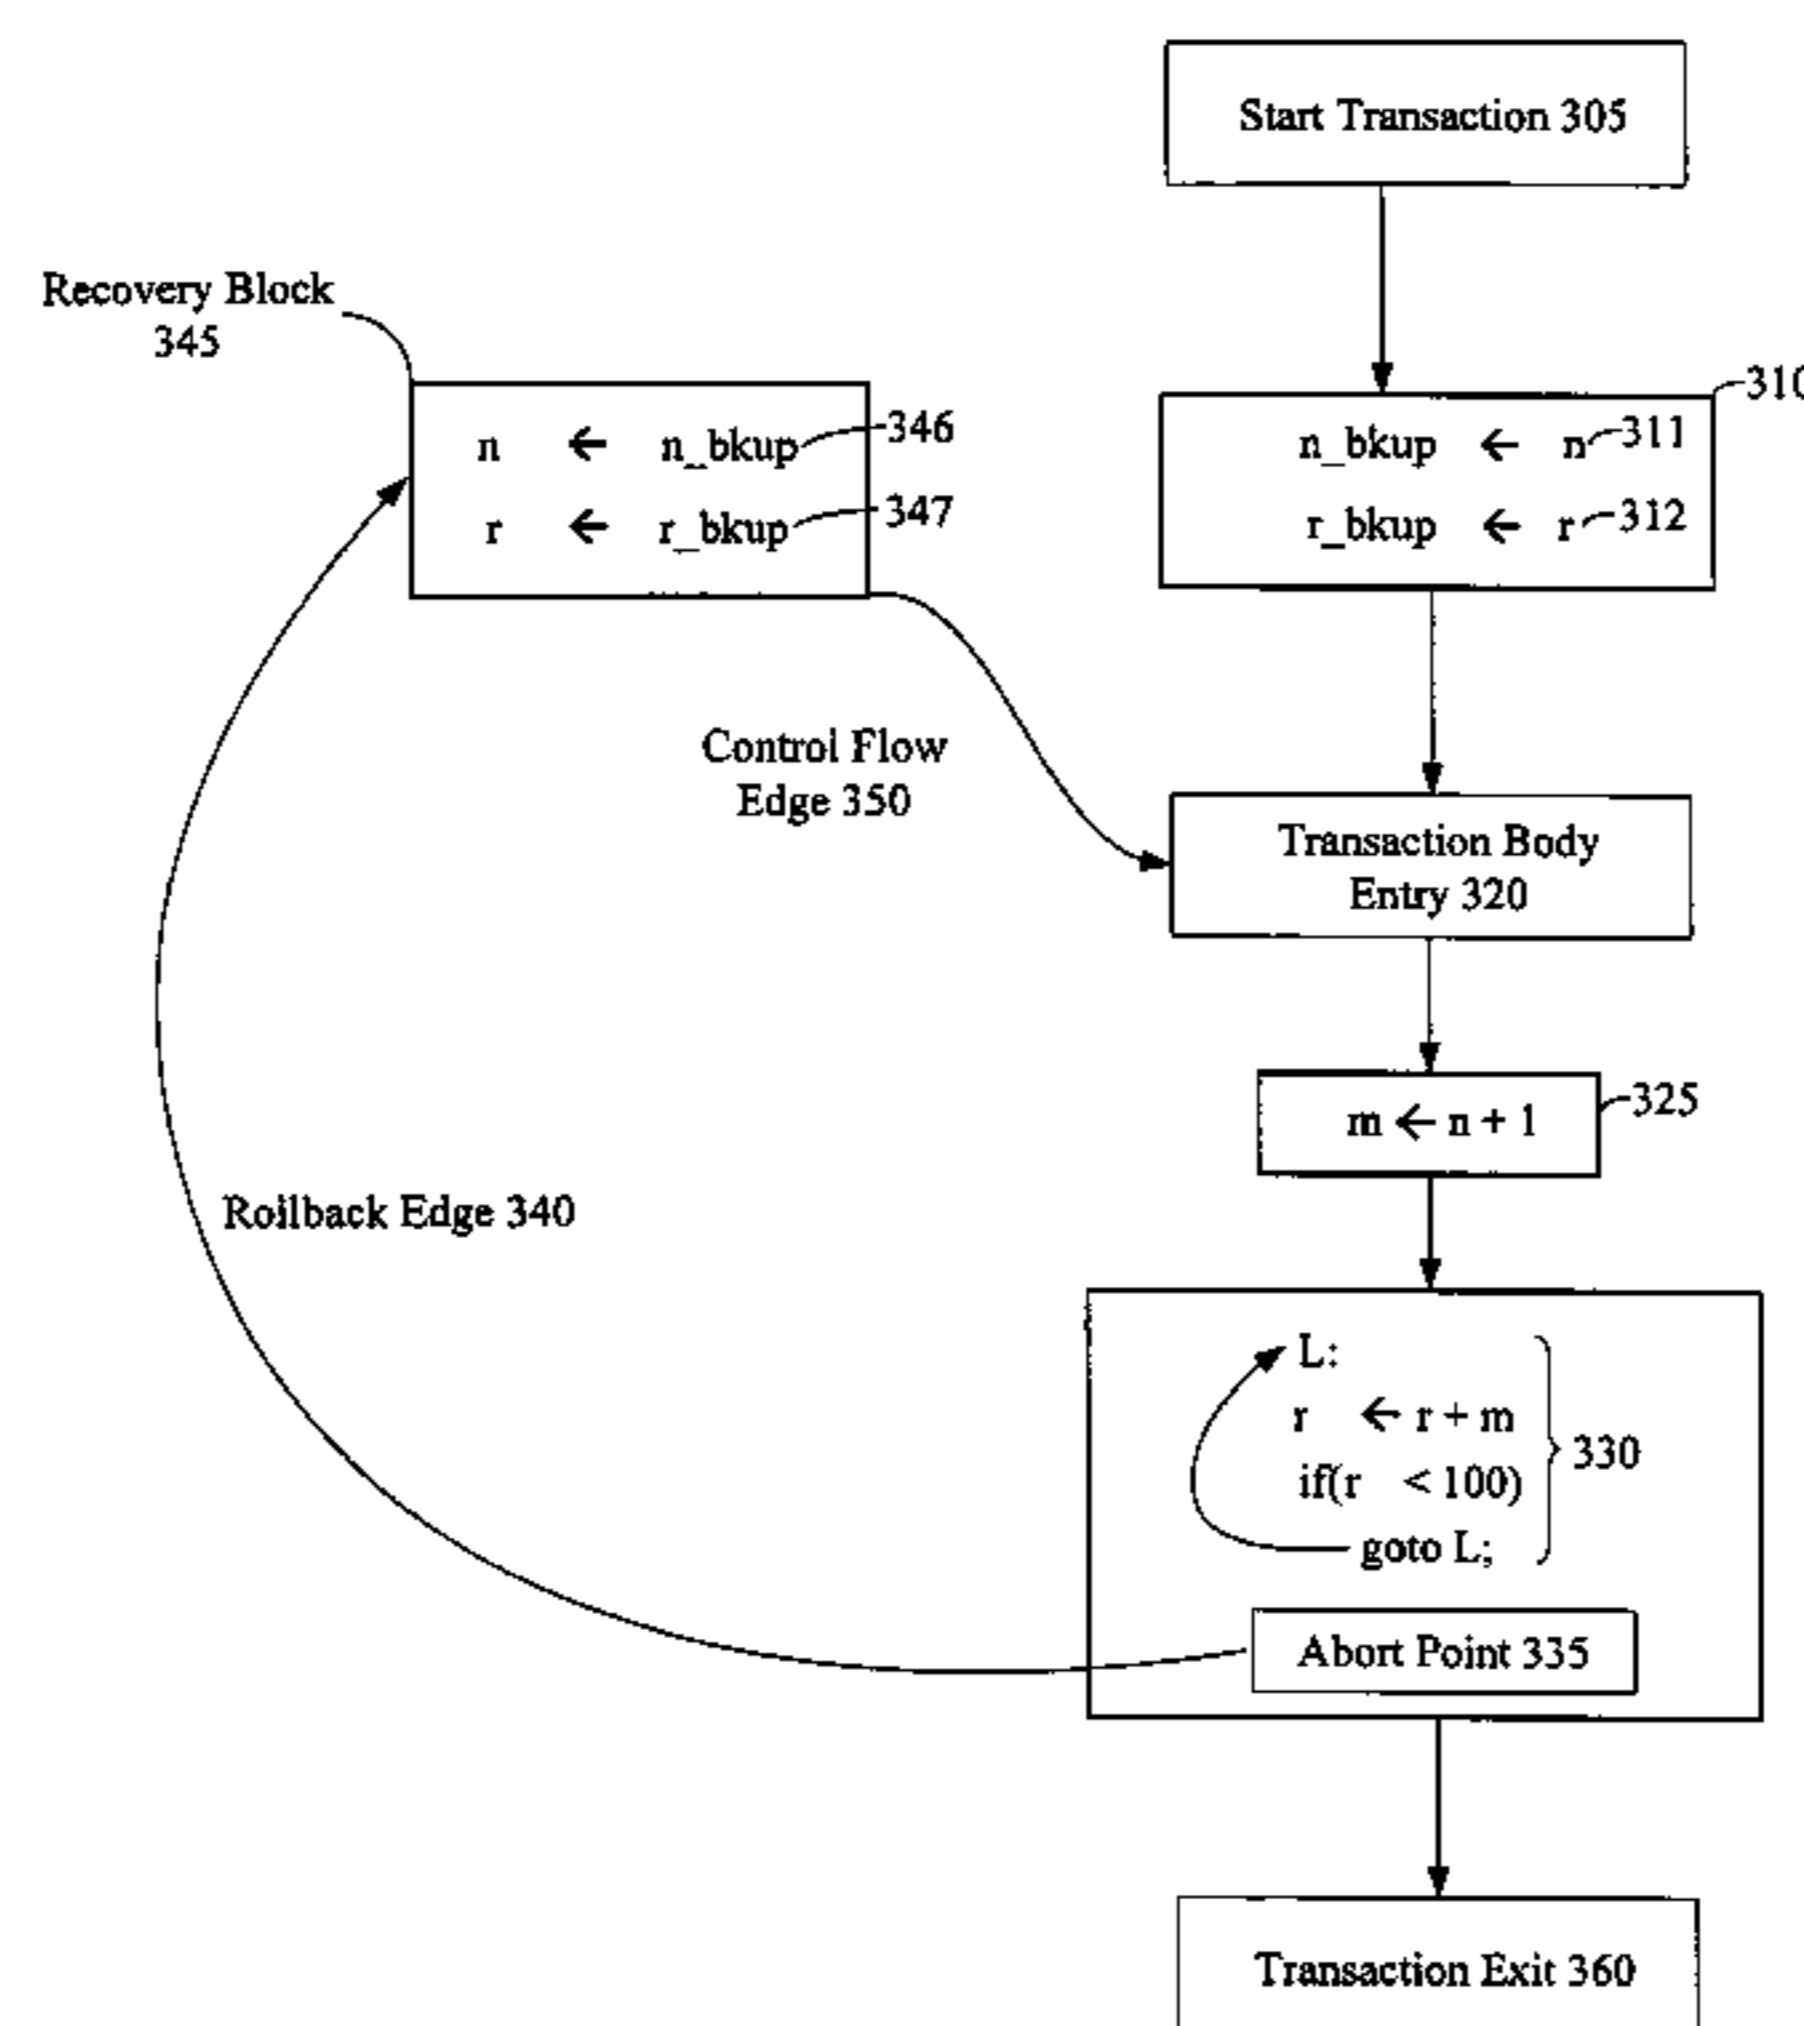 Start Transaction 305
Recovery Block
345
n ← n_bkup 346
r ← r_bkup 347
310
n_bkup ← n 311
r_bkup ← r 312
Control Flow
Edge 350
Transaction Body
Entry 320
m ← n + 1 325
Rollback Edge 340
L:
r ← r + m
if(r < 100)
goto L;
330
Abort Point 335
Transaction Exit 360